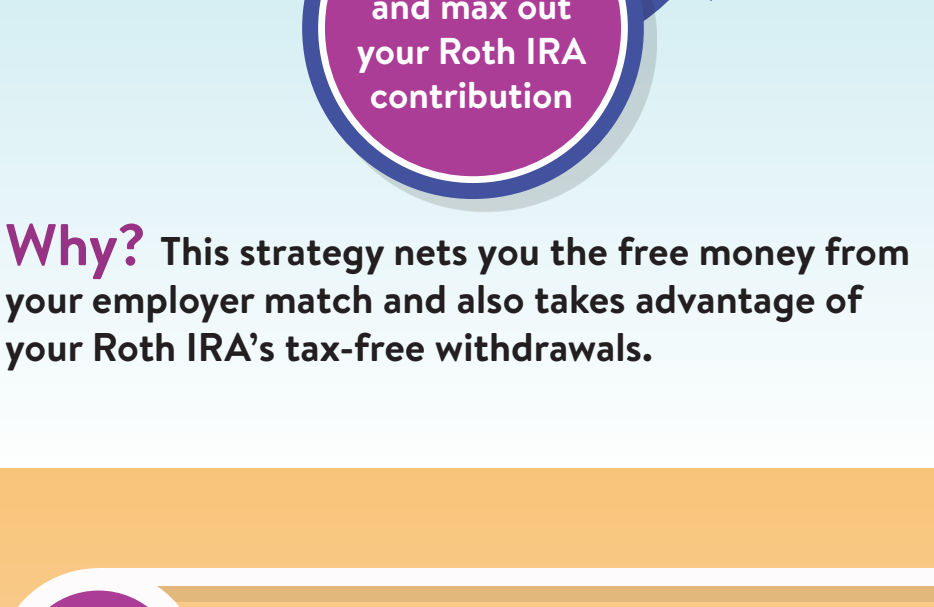 and max out
your Roth IRA
contribution
Why? This strategy nets you the free money from
your employer match and also takes advantage of
your Roth IRA’s tax-free withdrawals.